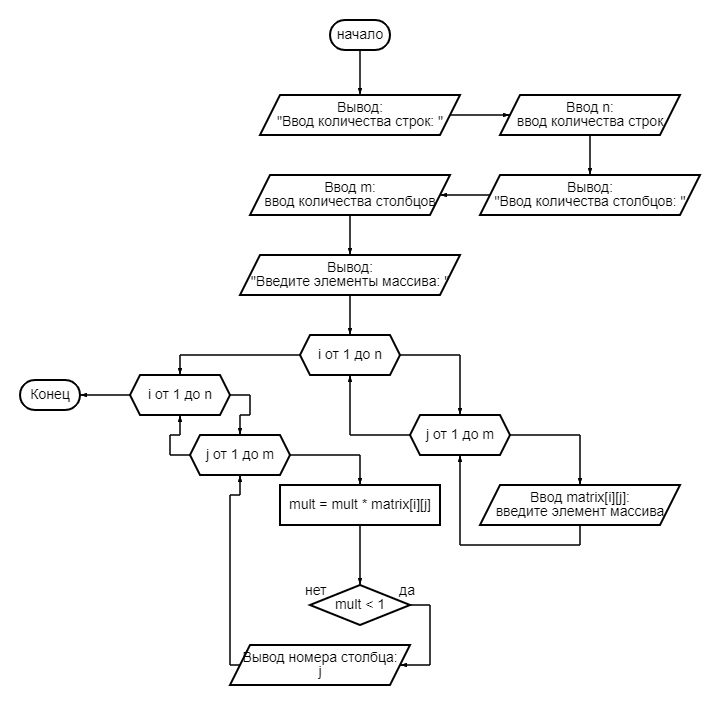 начало
Вывод:
"Ввод количества строк: "
Ввод n:
ввод количества строк
Ввод m:
ввод количества столбцов
Вывод:
"Ввод количества столбцов: "
Вывод:
"Введите элементы массива: "
i от 1 до n
Конец
i от 1 до n
j от 1 до m
j от 1 до m
mult = mult * matrix[i][j]
Ввод matrix[i][j]:
введите элемент массива
нет
да
mult < 1
Вывод номера столбца:
j